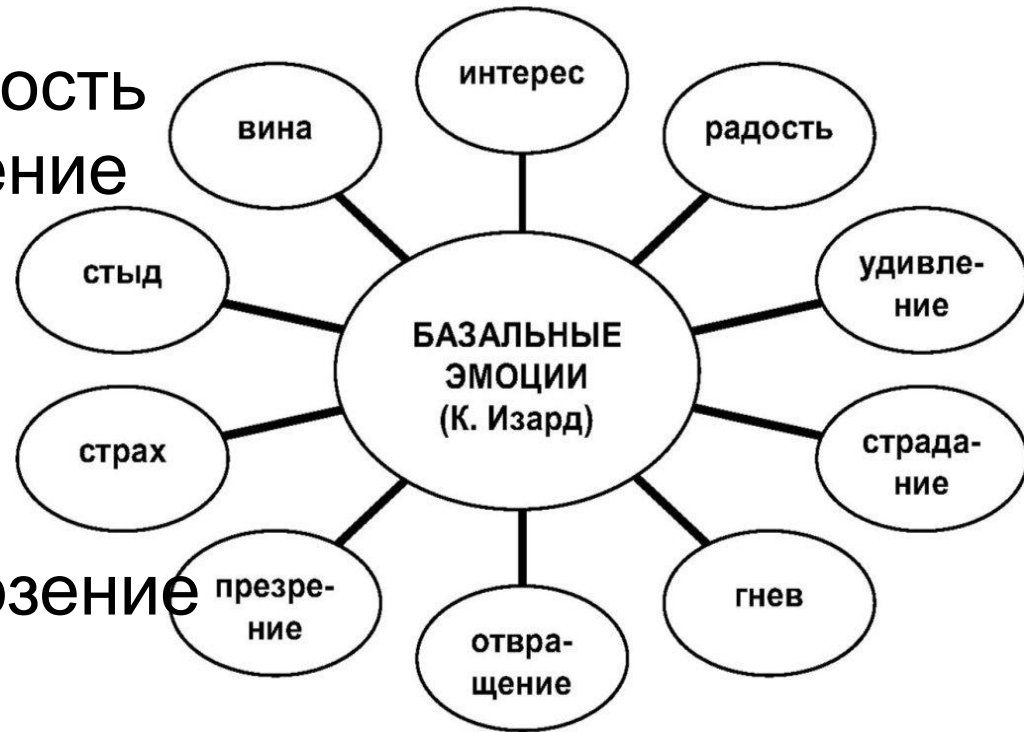 ость
ение
озение
интерес
вина
радость
стыд
удивле-
ние
БАЗАЛЬНЫЕ
ЭМОЦИИ
(К. Изард)
страх
страда-
ние
презре-
ние
гнев
отвра-
щение